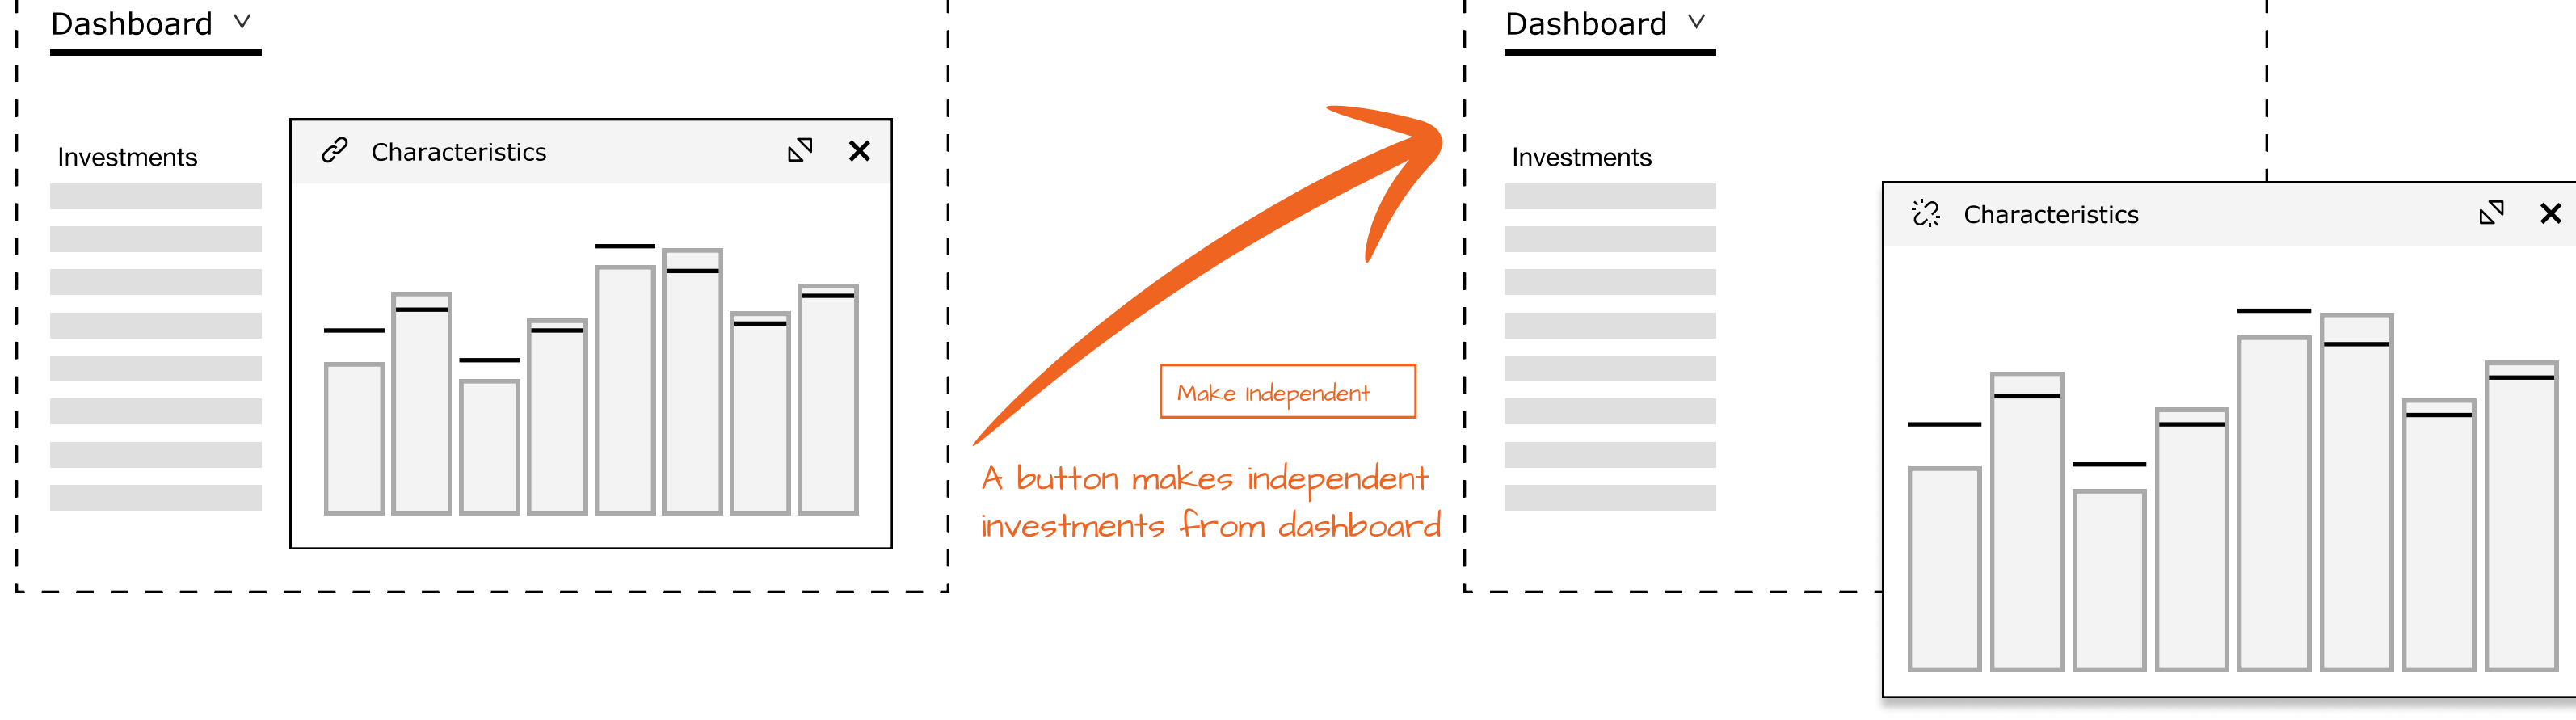 Dashboard
Investments
Characteristics
Make Independent
A button makes independent
investments from dashboard
Dashboard
Investments
Characteristics